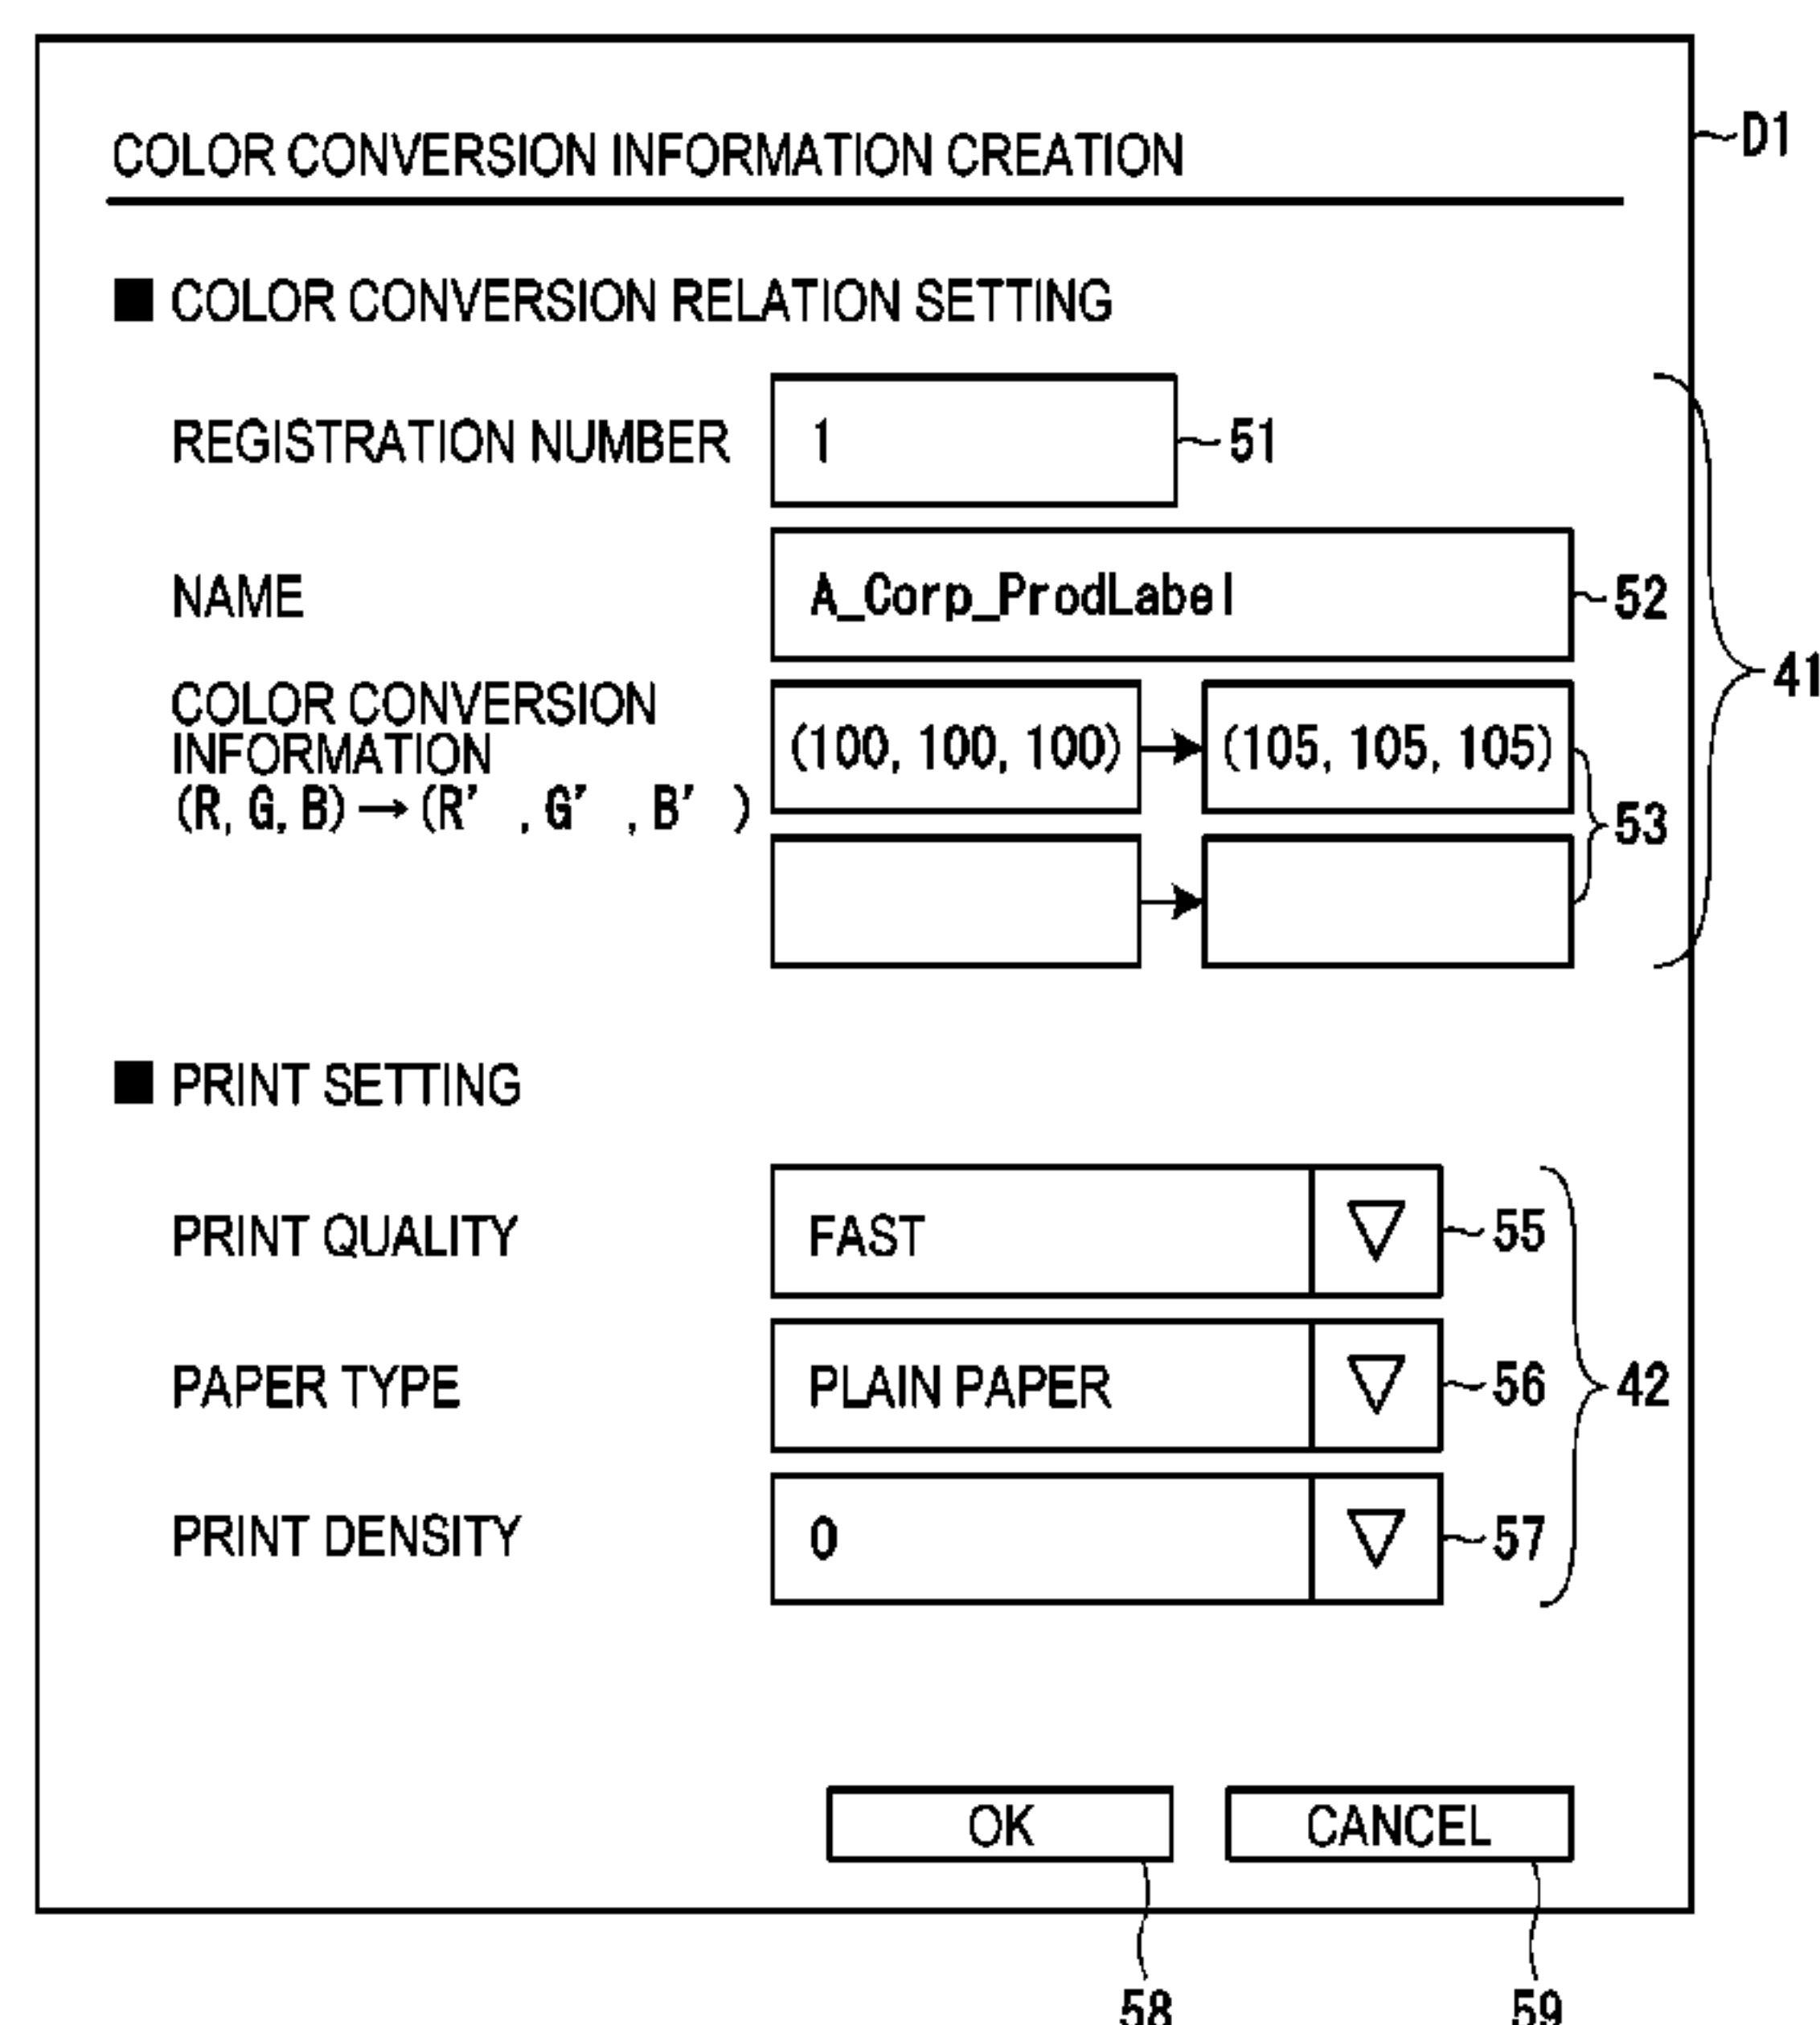 D1
COLOR CONVERSION INFORMATION CREATION
■ COLOR CONVERSION RELATION SETTING
REGISTRATION NUMBER 1 51
NAME A_Corp_ProdLabel 52
41
COLOR CONVERSION
INFORMATION
(R, G, B) → (R', G', B')
(100, 100, 100) → (105, 105, 105)
53
■ PRINT SETTING
PRINT QUALITY FAST ▽ 55
PAPER TYPE PLAIN PAPER ▽ 56 42
PRINT DENSITY 0 ▽ 57
OK CANCEL
58 59